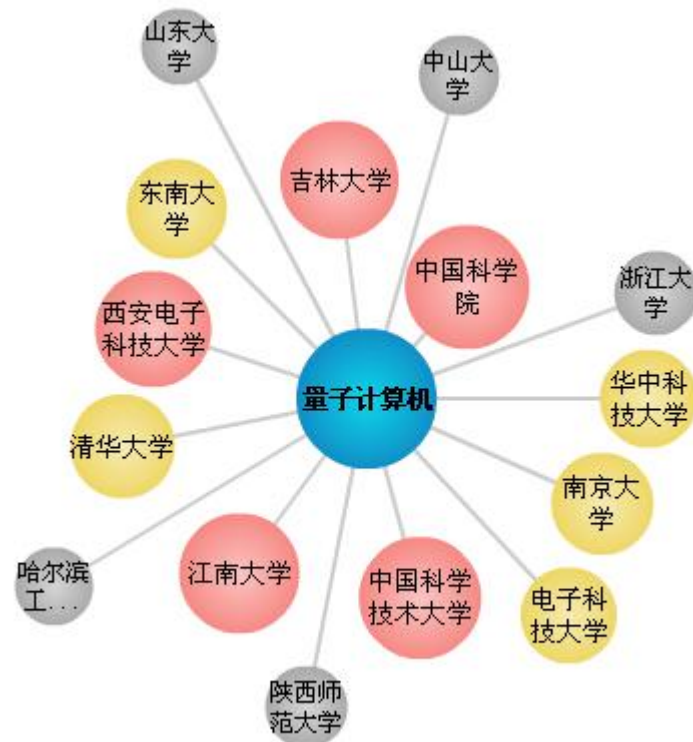 山东大
学
中山大
学
吉林大学
东南大
学
中国科学
院
浙江大
学
西安电子
科技大学
量子计算机
华中科
技大学
清华大学
南京大
学
哈尔滨
工...
江南大学
中国科学
技术大学
电子科
技大学
陕西师
范大学